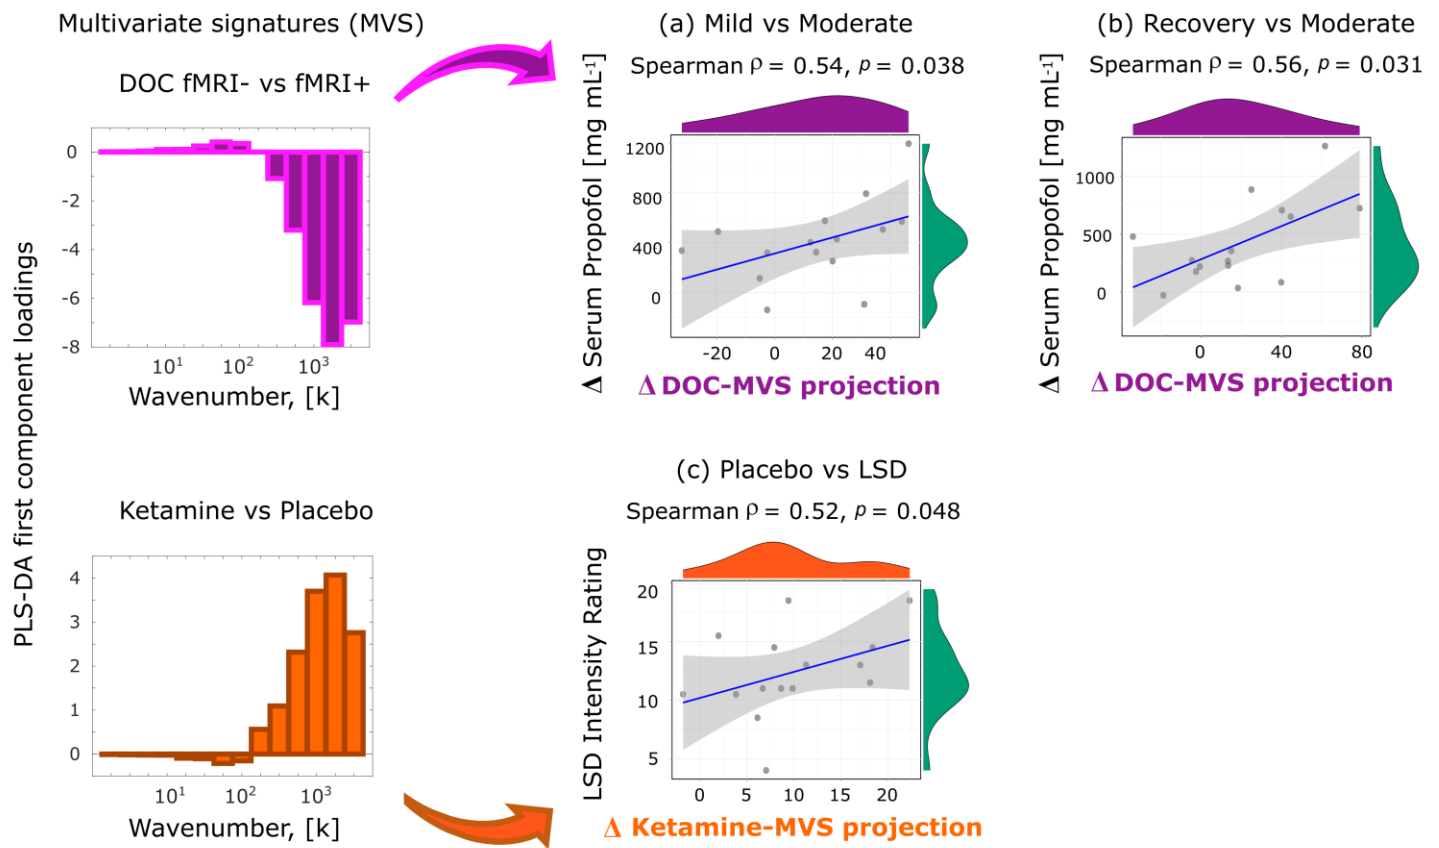 Multivariate signatures (MVS)
DOC fMRI- vs fMRI+
0
-2
-4
-6
-8
10¹ 10² 10³
Wavenumber, [k]
PLS-DA first component loadings
(a) Mild vs Moderate
Spearman ρ = 0.54, p = 0.038
Δ Serum Propofol [mg mL-1]
1200
800
400
0
-20 0 20 40
Δ DOC-MVS projection
(b) Recovery vs Moderate
Spearman ρ = 0.56, p = 0.031
Δ Serum Propofol [mg mL-1]
1000
500
0
0 40 80
Δ DOC-MVS projection
Ketamine vs Placebo
4
3
2
1
0
10¹ 10² 10³
Wavenumber, [k]
(c) Placebo vs LSD
Spearman ρ = 0.52, p = 0.048
LSD Intensity Rating
20
15
10
5
0 5 10 15 20
Δ Ketamine-MVS projection